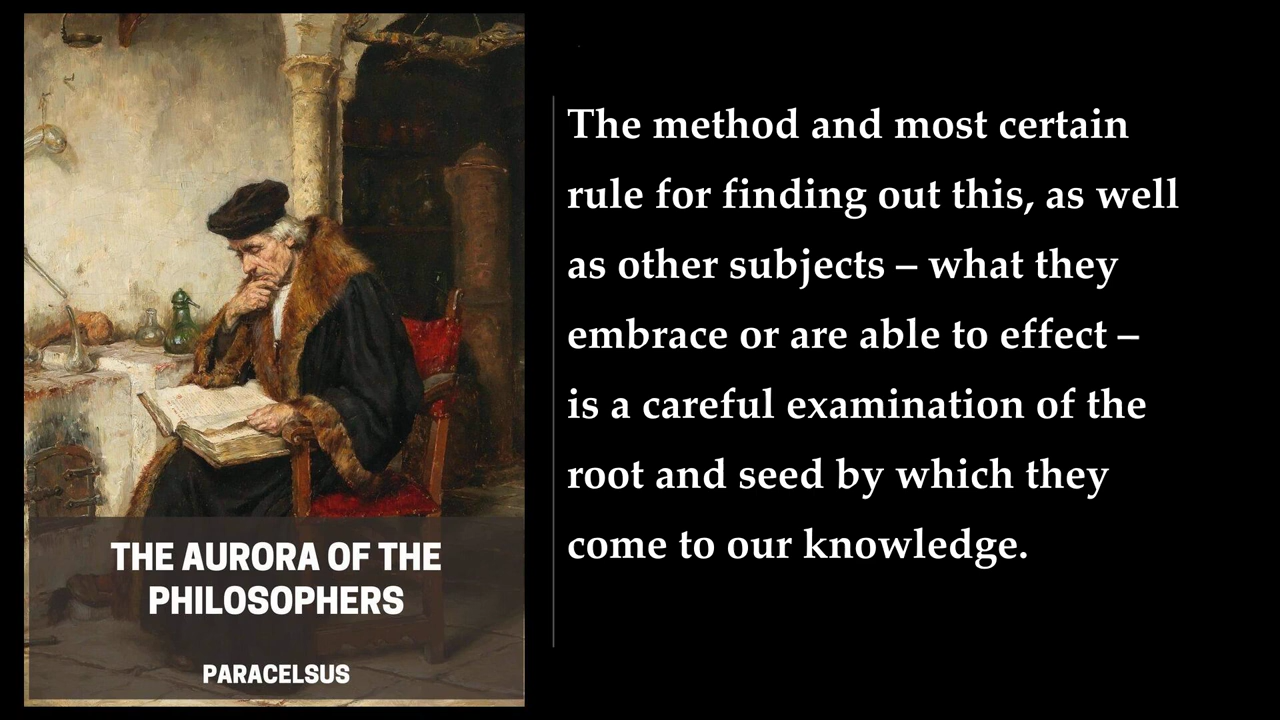 THE AURORA OF THE
PHILOSOPHERS
PARACELSUS
The method and most certain
rule for finding out this, as well
as other subjects – what they
embrace or are able to effect –
is a careful examination of the
root and seed by which they
come to our knowledge.